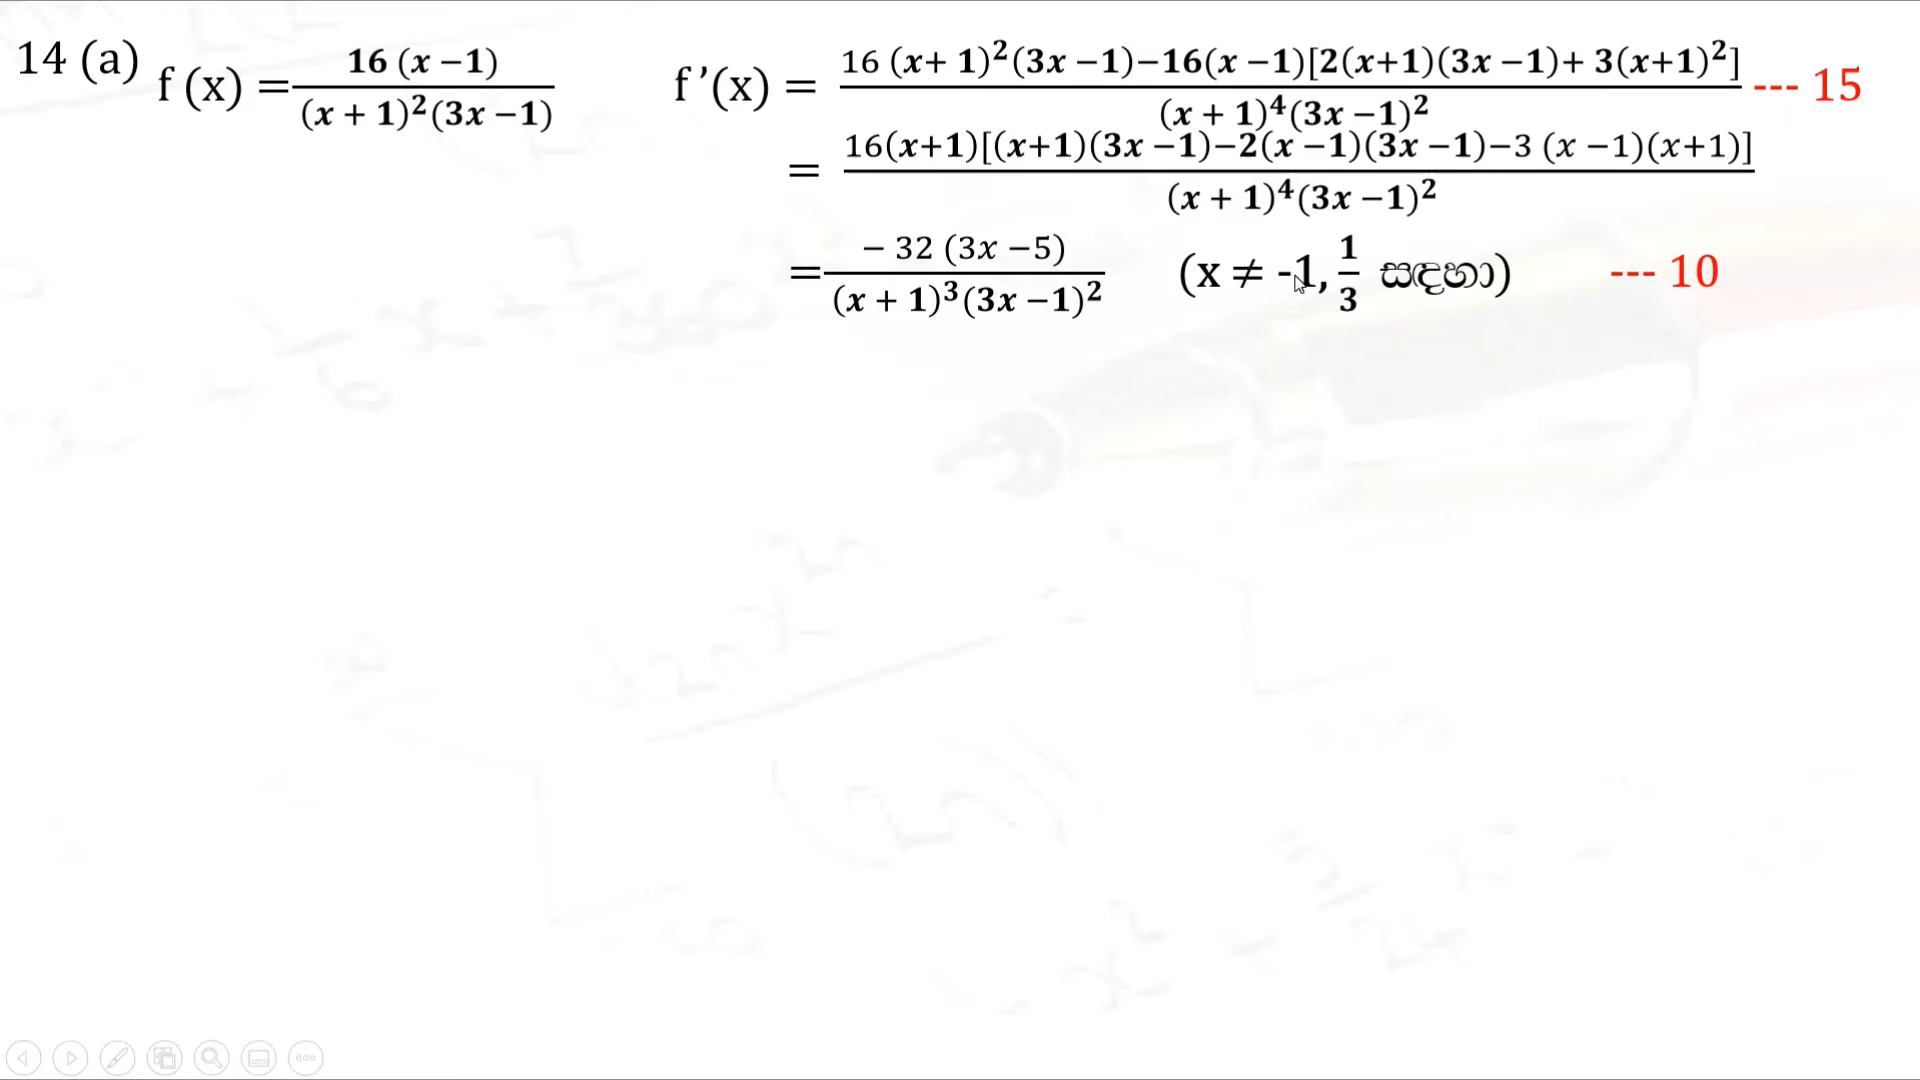 14 (a) f (x) = 16 (x −1) / (x + 1)²(3x −1)    f ’(x) = 16 (x+ 1)²(3x −1)−16(x −1)[2(x+1)(3x −1)+ 3(x+1)²] / (x + 1)⁴(3x −1)² --- 15
= 16(x+1)[(x+1)(3x −1)−2(x −1)(3x −1)−3 (x −1)(x+1)] / (x + 1)⁴(3x −1)²
= − 32 (3x −5) / (x + 1)³(3x −1)²    (x ≠ -1, 1/3 සඳහා)    --- 10